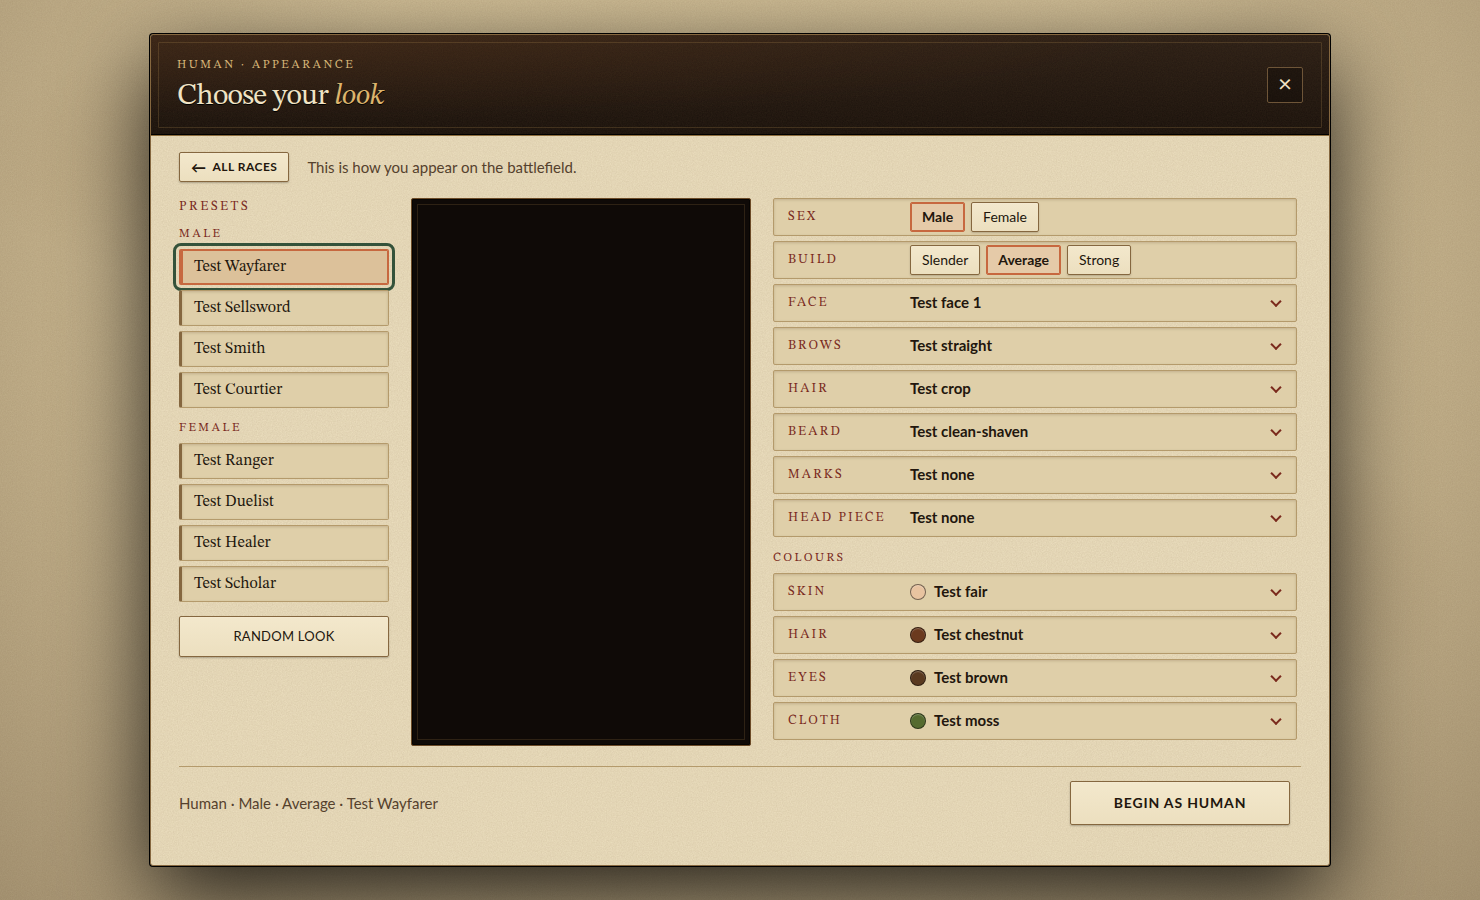 HUMAN · APPEARANCE
Choose your look
✕
← ALL RACES
This is how you appear on the battlefield.
PRESETS
MALE
Test Wayfarer
Test Sellsword
Test Smith
Test Courtier
FEMALE
Test Ranger
Test Duelist
Test Healer
Test Scholar
RANDOM LOOK
SEX Male Female
BUILD Slender Average Strong
FACE Test face 1
BROWS Test straight
HAIR Test crop
BEARD Test clean-shaven
MARKS Test none
HEAD PIECE Test none
COLOURS
SKIN Test fair
HAIR Test chestnut
EYES Test brown
CLOTH Test moss
Human · Male · Average · Test Wayfarer
BEGIN AS HUMAN